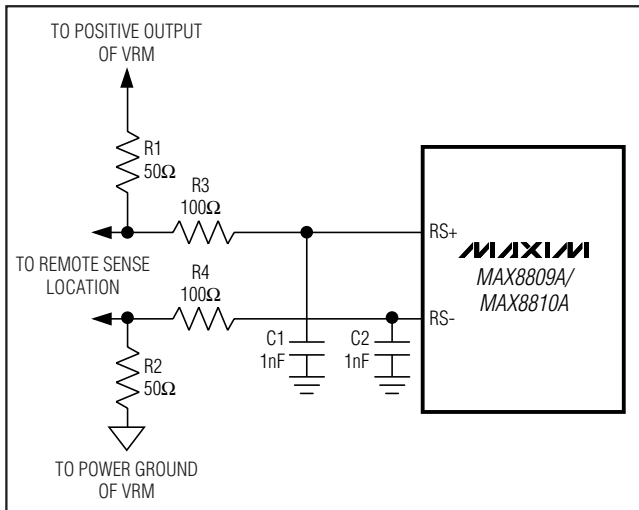 TO POSITIVE OUTPUT
OF VRM
R1
50Ω
R3
100Ω
RS+
TO REMOTE SENSE
LOCATION
MAXIM
MAX8809A/
MAX8810A
R4
100Ω
RS-
C1
1nF
C2
1nF
R2
50Ω
TO POWER GROUND
OF VRM